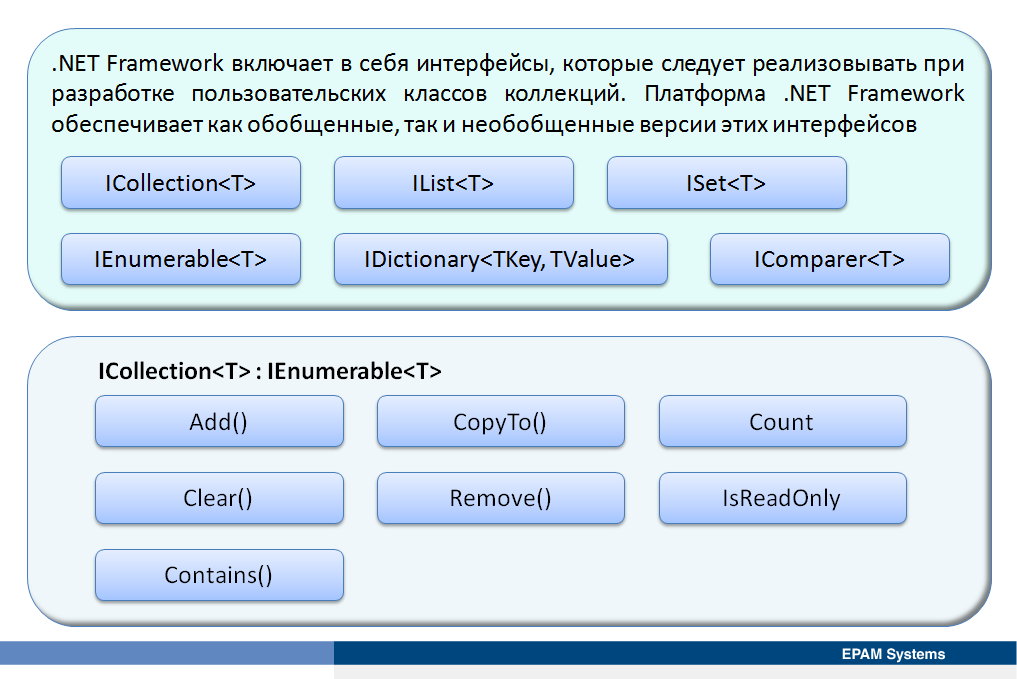 .NET Framework включает в себя интерфейсы, которые следует реализовывать при
разработке пользовательских классов коллекций. Платформа .NET Framework
обеспечивает как обобщенные, так и необобщенные версии этих интерфейсов
ICollection<T> IList<T> ISet<T>
IEnumerable<T> IDictionary<TKey, TValue> IComparer<T>
ICollection<T> : IEnumerable<T>
Add() CopyTo() Count
Clear() Remove() IsReadOnly
Contains()
EPAM Systems